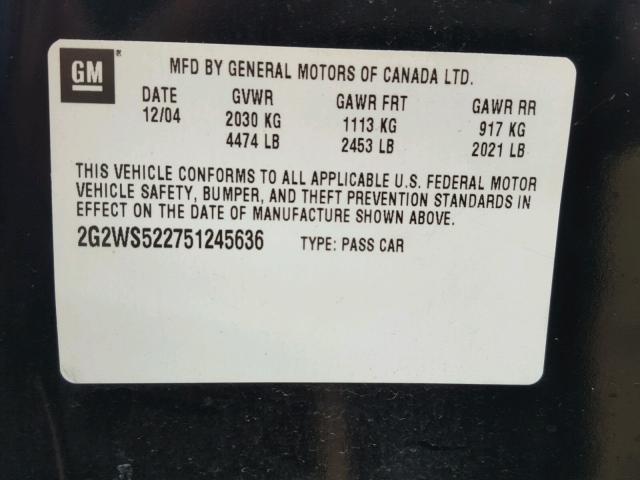 GM ®
MFD BY GENERAL MOTORS OF CANADA LTD.
DATE GVWR GAWR FRT GAWR RR
12/04 2030 KG 1113 KG 917 KG
4474 LB 2453 LB 2021 LB
THIS VEHICLE CONFORMS TO ALL APPLICABLE U.S. FEDERAL MOTOR
VEHICLE SAFETY, BUMPER, AND THEFT PREVENTION STANDARDS IN
EFFECT ON THE DATE OF MANUFACTURE SHOWN ABOVE.
2G2WS522751245636 TYPE: PASS CAR